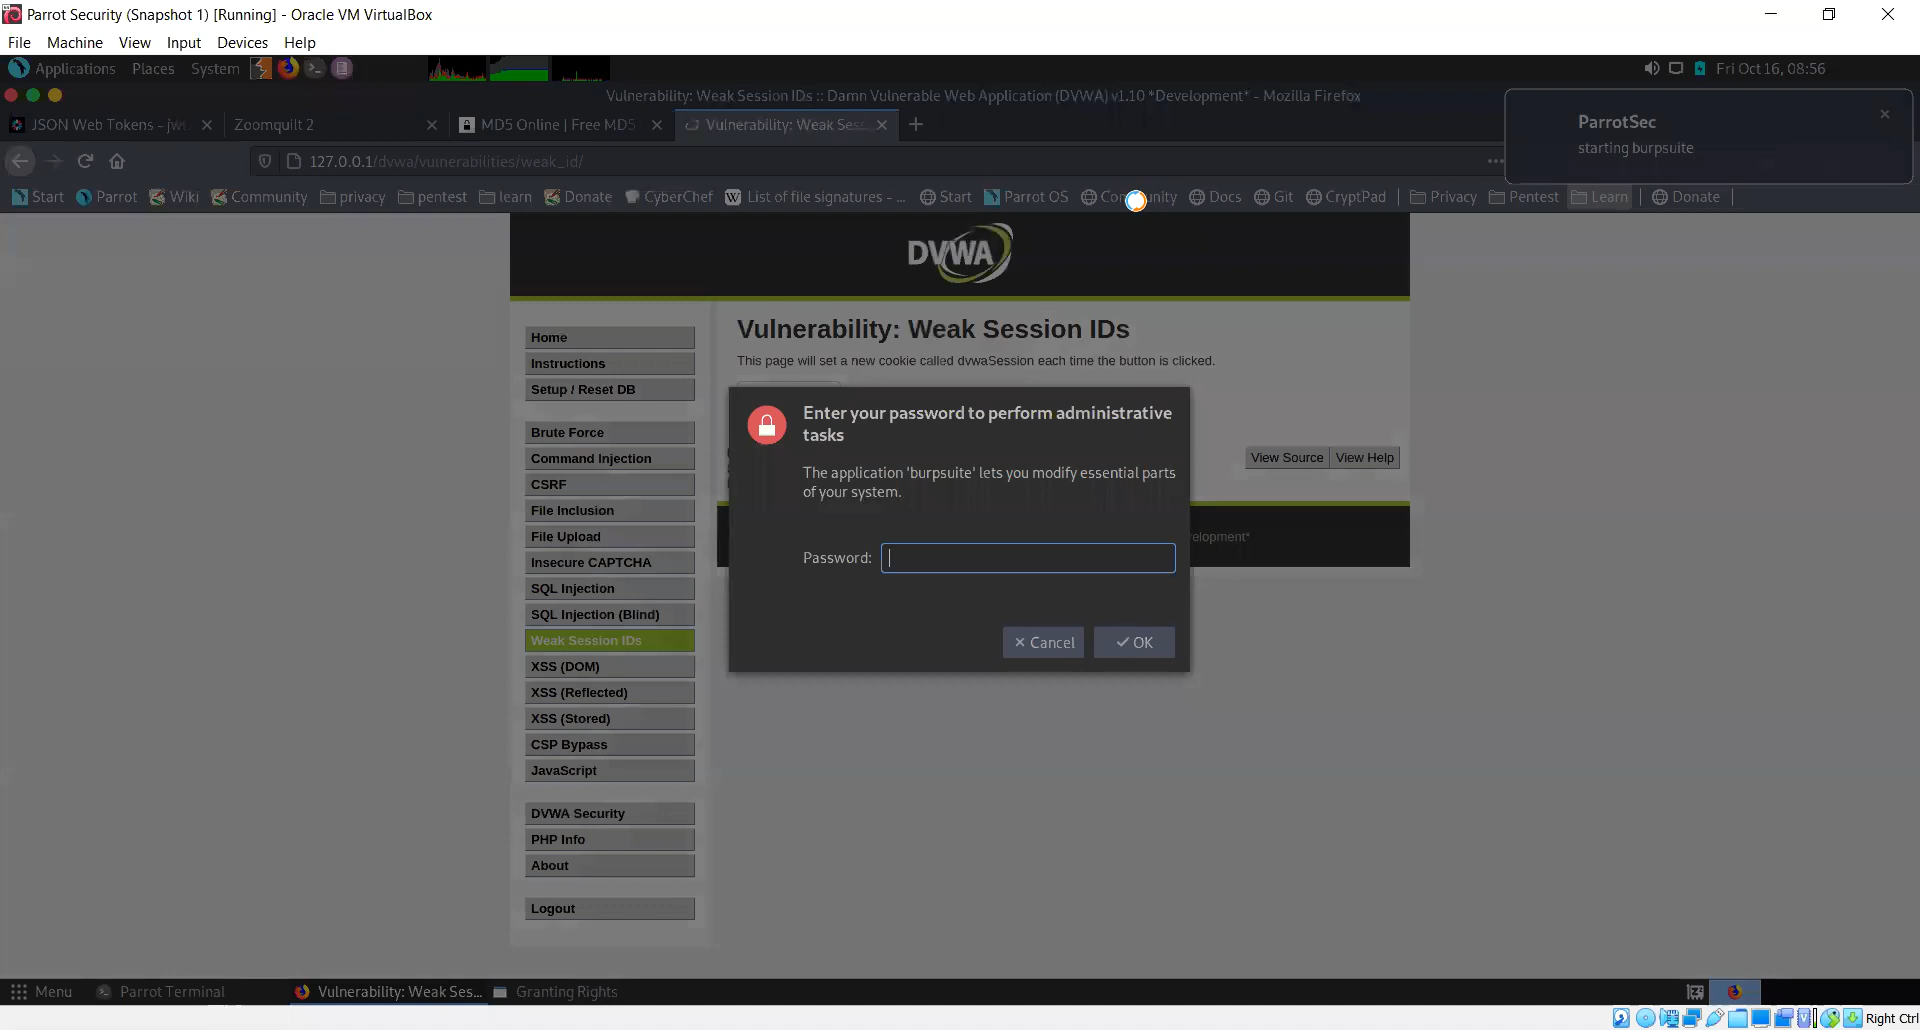 Parrot Security (Snapshot 1) [Running] - Oracle VM VirtualBox
File Machine View Input Devices Help
Applications Places System Fri Oct 16, 08:56
Vulnerability: Weak Session IDs :: Damn Vulnerable Web Application (DVWA) v1.10 *Development* - Mozilla Firefox
JSON Web Tokens - jw Zoomquilt 2 MD5 Online | Free MD5 Vulnerability: Weak Ses
ParrotSec
starting burpsuite
127.0.0.1/dvwa/vulnerabilities/weak_id/
Start Parrot Wiki Community privacy pentest learn Donate CyberChef List of file signatures - ... Start Parrot OS Docs Git CryptPad Privacy Pentest Learn Donate
DVWA
Vulnerability: Weak Session IDs
This page will set a new cookie called dvwaSession each time the button is clicked.
Home
Instructions
Setup / Reset DB
Brute Force
Command Injection
CSRF
File Inclusion
File Upload
Insecure CAPTCHA
SQL Injection
SQL Injection (Blind)
Weak Session IDs
XSS (DOM)
XSS (Reflected)
XSS (Stored)
CSP Bypass
JavaScript
DVWA Security
PHP Info
About
Logout
Enter your password to perform administrative
tasks
The application 'burpsuite' lets you modify essential parts
of your system.
Password:
Cancel OK
View Source View Help
elopment*
Menu Parrot Terminal Vulnerability: Weak Ses... Granting Rights
Right Ctrl